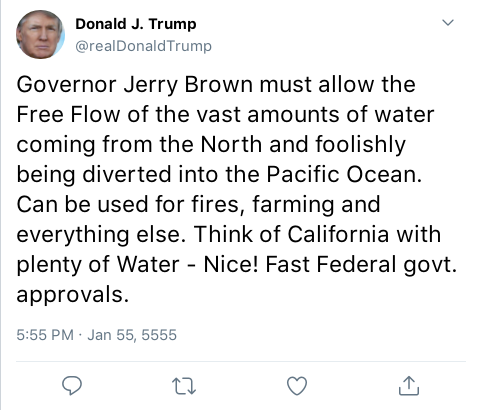 Donald J. Trump
@realDonaldTrump
Governor Jerry Brown must allow the
Free Flow of the vast amounts of water
coming from the North and foolishly
being diverted into the Pacific Ocean.
Can be used for fires, farming and
everything else. Think of California with
plenty of Water - Nice! Fast Federal govt.
approvals.
5:55 PM · Jan 55, 5555